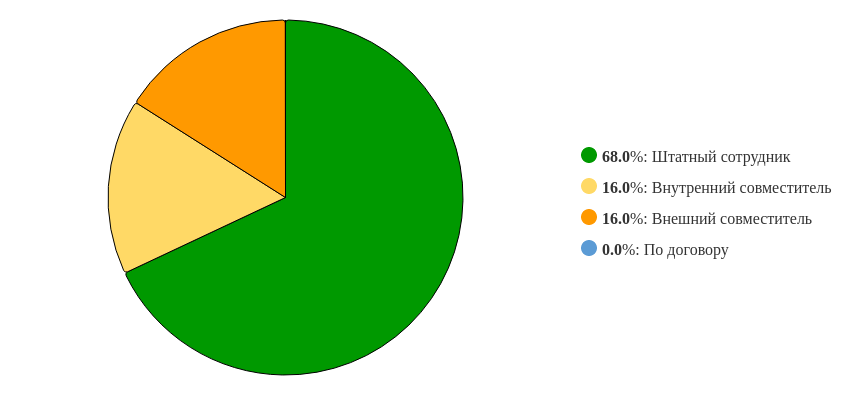 68.0%: Штатный сотрудник
16.0%: Внутренний совместитель
16.0%: Внешний совместитель
0.0%: По договору